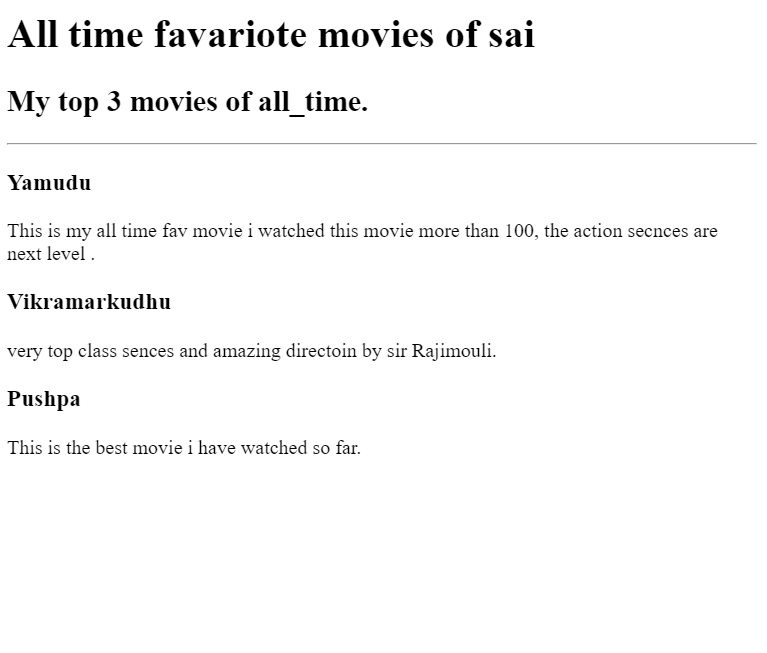 All time favariote movies of sai
My top 3 movies of all_time.
Yamudu
This is my all time fav movie i watched this movie more than 100, the action secnces are
next level .
Vikramarkudhu
very top class sences and amazing directoin by sir Rajimouli.
Pushpa
This is the best movie i have watched so far.